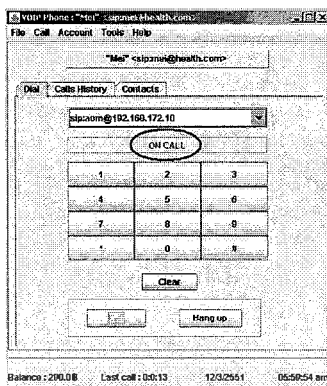 VOIP Phone : "Mei" <sip:mei@health.com>
File Call Account Tools Help
"Mei" <sip:mei@health.com>
Dial Calls History Contacts
sip:aom@192.168.172.10
ON CALL
1 2 3
4 5 6
7 8 9
* 0 #
Clear
Hang up
Balance : 200.0฿ Last call : 0:0:13 12/3/2551 05:59:54 am